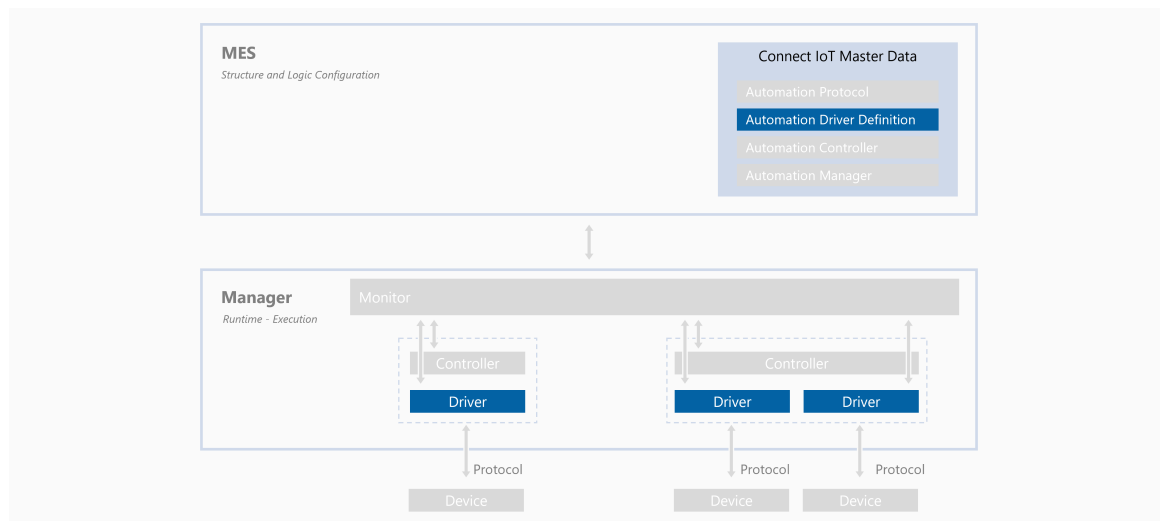 MES
Structure and Logic Configuration
Connect IoT Master Data
Automation Protocol
Automation Driver Definition
Automation Controller
Automation Manager
Manager
Runtime - Execution
Monitor
Controller
Controller
Driver
Driver
Driver
Protocol
Protocol
Protocol
Device
Device
Device